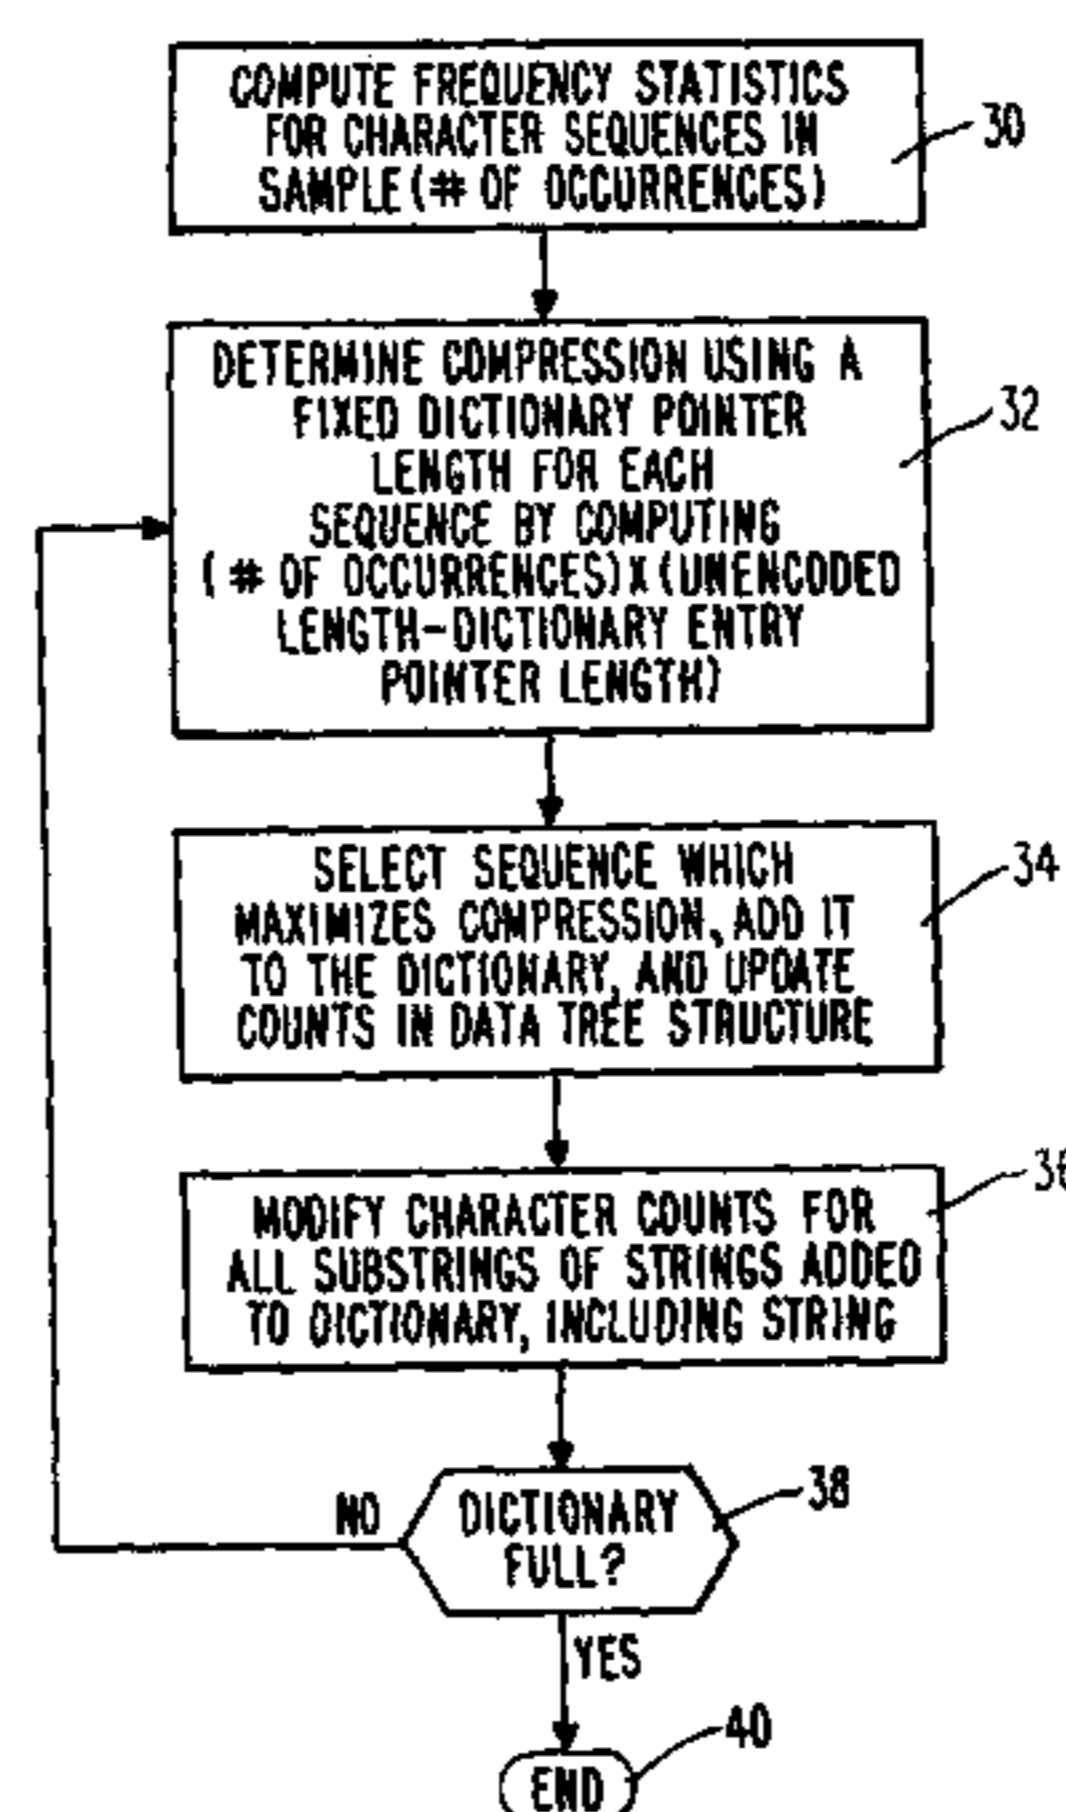 COMPUTE FREQUENCY STATISTICS
FOR CHARACTER SEQUENCES IN
SAMPLE (# OF OCCURRENCES)
30
DETERMINE COMPRESSION USING A
FIXED DICTIONARY POINTER
LENGTH FOR EACH
SEQUENCE BY COMPUTING
(# OF OCCURRENCES) X (UNENCODED
LENGTH-DICTIONARY ENTRY
POINTER LENGTH)
32
SELECT SEQUENCE WHICH
MAXIMIZES COMPRESSION, ADD IT
TO THE DICTIONARY, AND UPDATE
COUNTS IN DATA TREE STRUCTURE
34
MODIFY CHARACTER COUNTS FOR
ALL SUBSTRINGS OF STRINGS ADDED
TO DICTIONARY, INCLUDING STRING
36
DICTIONARY
FULL?
38
NO
YES
40
END